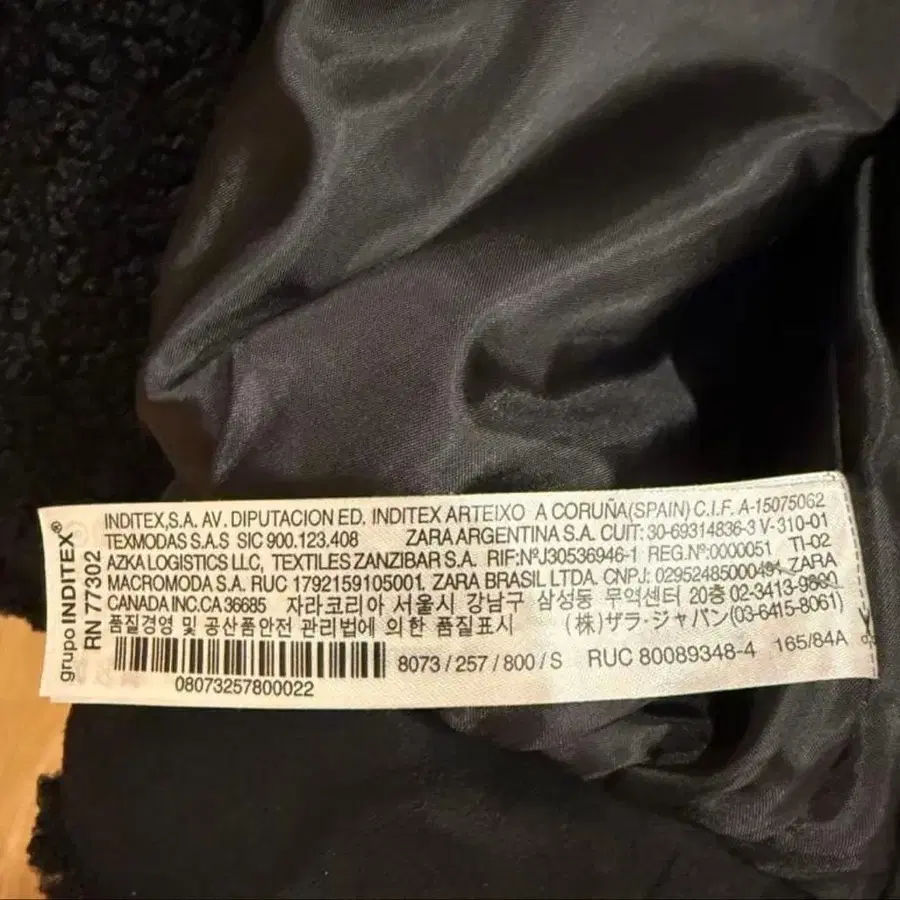 grupo INDITEX®
RN 77302
INDITEX,S.A. AV. DIPUTACION ED. INDITEX ARTEIXO A CORUÑA(SPAIN) C.I.F. A-15075062
TEXMODAS S.A.S SIC 900.123.408 ZARA ARGENTINA S.A. CUIT: 30-69314836-3 V-310-01
AZKA LOGISTICS LLC, TEXTILES ZANZIBAR S.A. RIF:NºJ30536946-1 REG.Nº:0000051 TI-02
MACROMODA S.A. RUC 1792159105001. ZARA BRASIL LTDA. CNPJ: 02952485000491 ZARA
CANADA INC.CA 36685 자라코리아 서울시 강남구 삼성동 무역센터 20층 02-3413-9800
품질경영 및 공산품안전 관리법에 의한 품질표시 (株)ザラ・ジャパン(03-6415-8061)
8073 / 257 / 800 / S RUC 80089348-4 165/84A
08073257800022